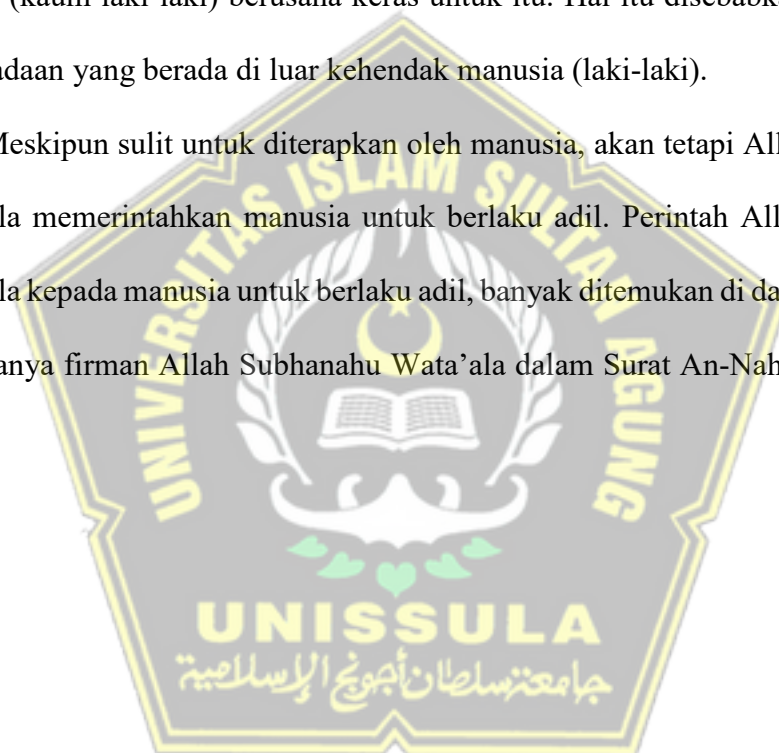 (kaum laki-laki) berusaha keras untuk itu. Hal itu disebabk
adaan yang berada di luar kehendak manusia (laki-laki).
Meskipun sulit untuk diterapkan oleh manusia, akan tetapi All
la memerintahkan manusia untuk berlaku adil. Perintah All
la kepada manusia untuk berlaku adil, banyak ditemukan di da
anya firman Allah Subhanahu Wata’ala dalam Surat An-Nah
UNIVERSITAS ISLAM SULTAN AGUNG
UNISSULA
جامعة سلطان أجونج الإسلامية